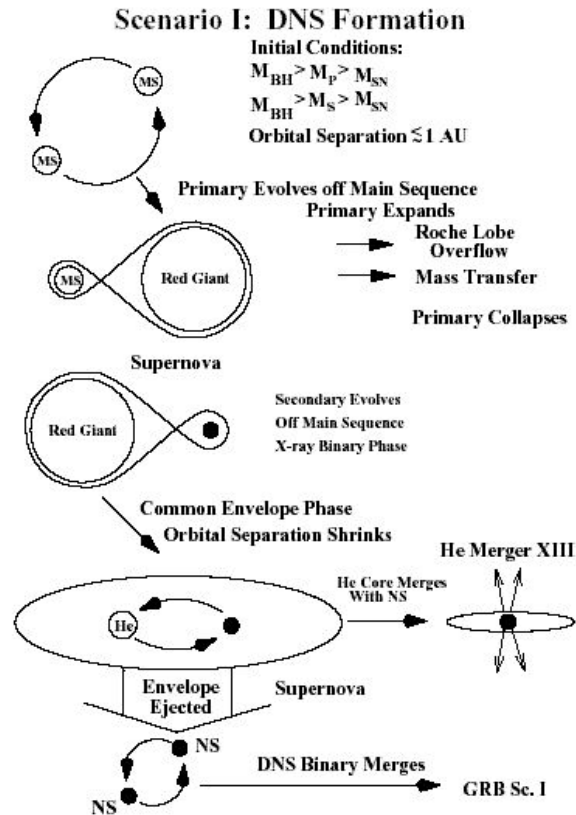 Scenario I: DNS Formation
Initial Conditions:
M_BH > M_P > M_SN
M_BH > M_S > M_SN
Orbital Separation ≲ 1 AU
MS
MS
Primary Evolves off Main Sequence
Primary Expands
Roche Lobe
Overflow
MS
Red Giant
Mass Transfer
Primary Collapses
Supernova
Secondary Evolves
Off Main Sequence
X-ray Binary Phase
Red Giant
Common Envelope Phase
Orbital Separation Shrinks
He Merger XIII
He Core Merges
With NS
He
Envelope
Ejected
Supernova
NS
NS
DNS Binary Merges
GRB Sc. I